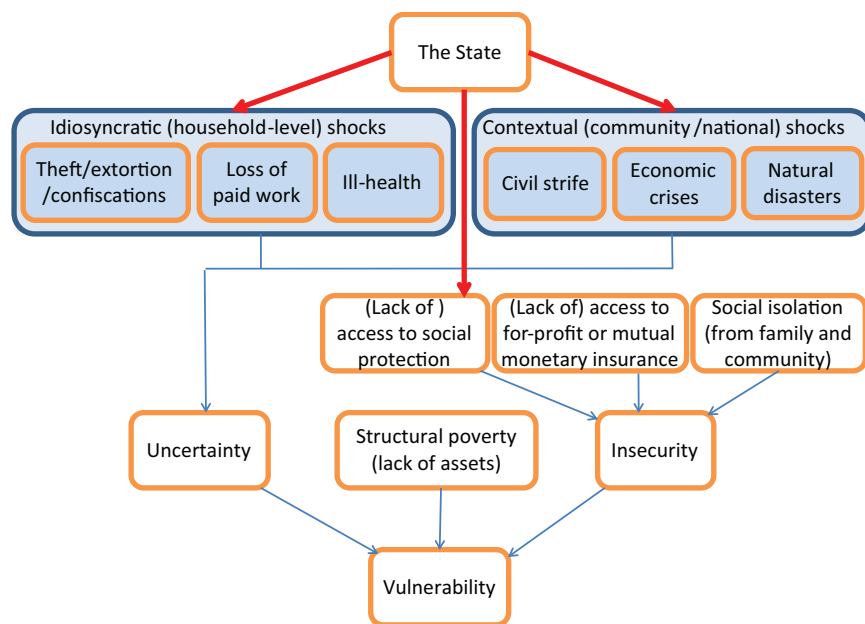 The State
Idiosyncratic (household-level) shocks
Theft/extortion
/confiscations
Loss of
paid work
Ill-health
Contextual (community/national) shocks
Civil strife
Economic
crises
Natural
disasters
(Lack of )
access to social
protection
(Lack of) access to
for-profit or mutual
monetary insurance
Social isolation
(from family and
community)
Uncertainty
Structural poverty
(lack of assets)
Insecurity
Vulnerability